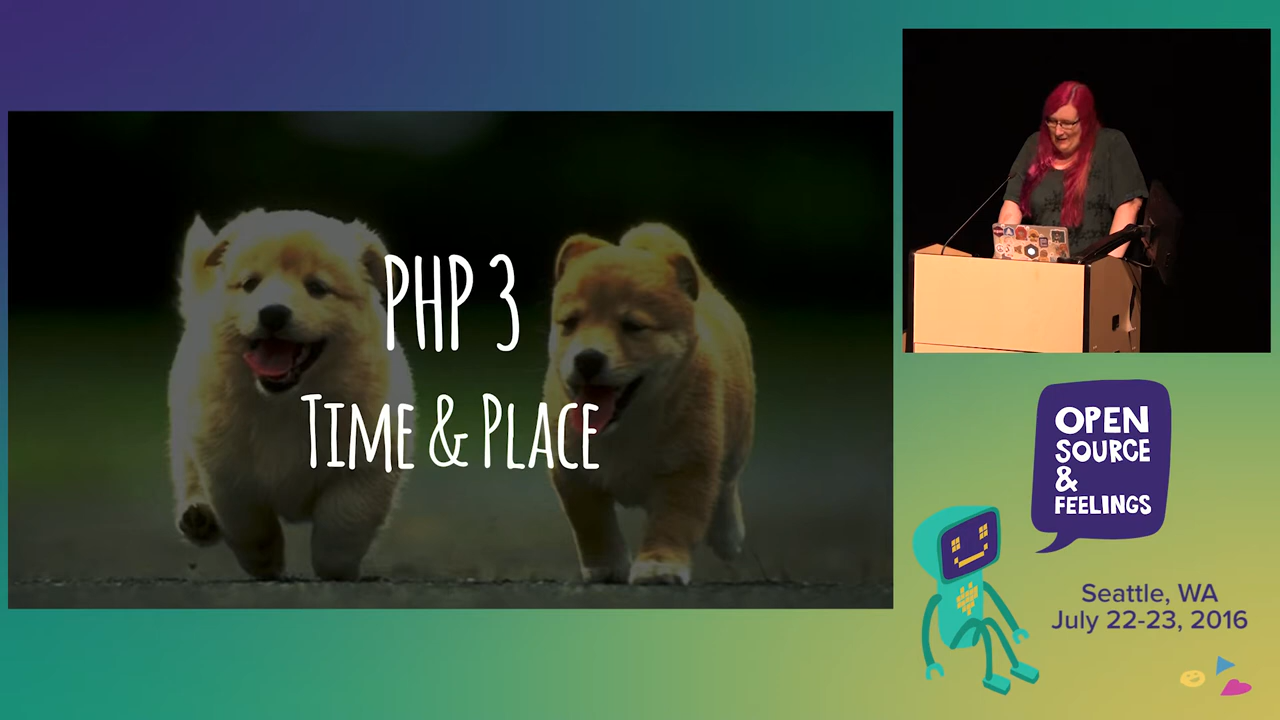 PHP 3
TIME & PLACE
OPEN
SOURCE
&
FEELINGS
Seattle, WA
July 22-23, 2016